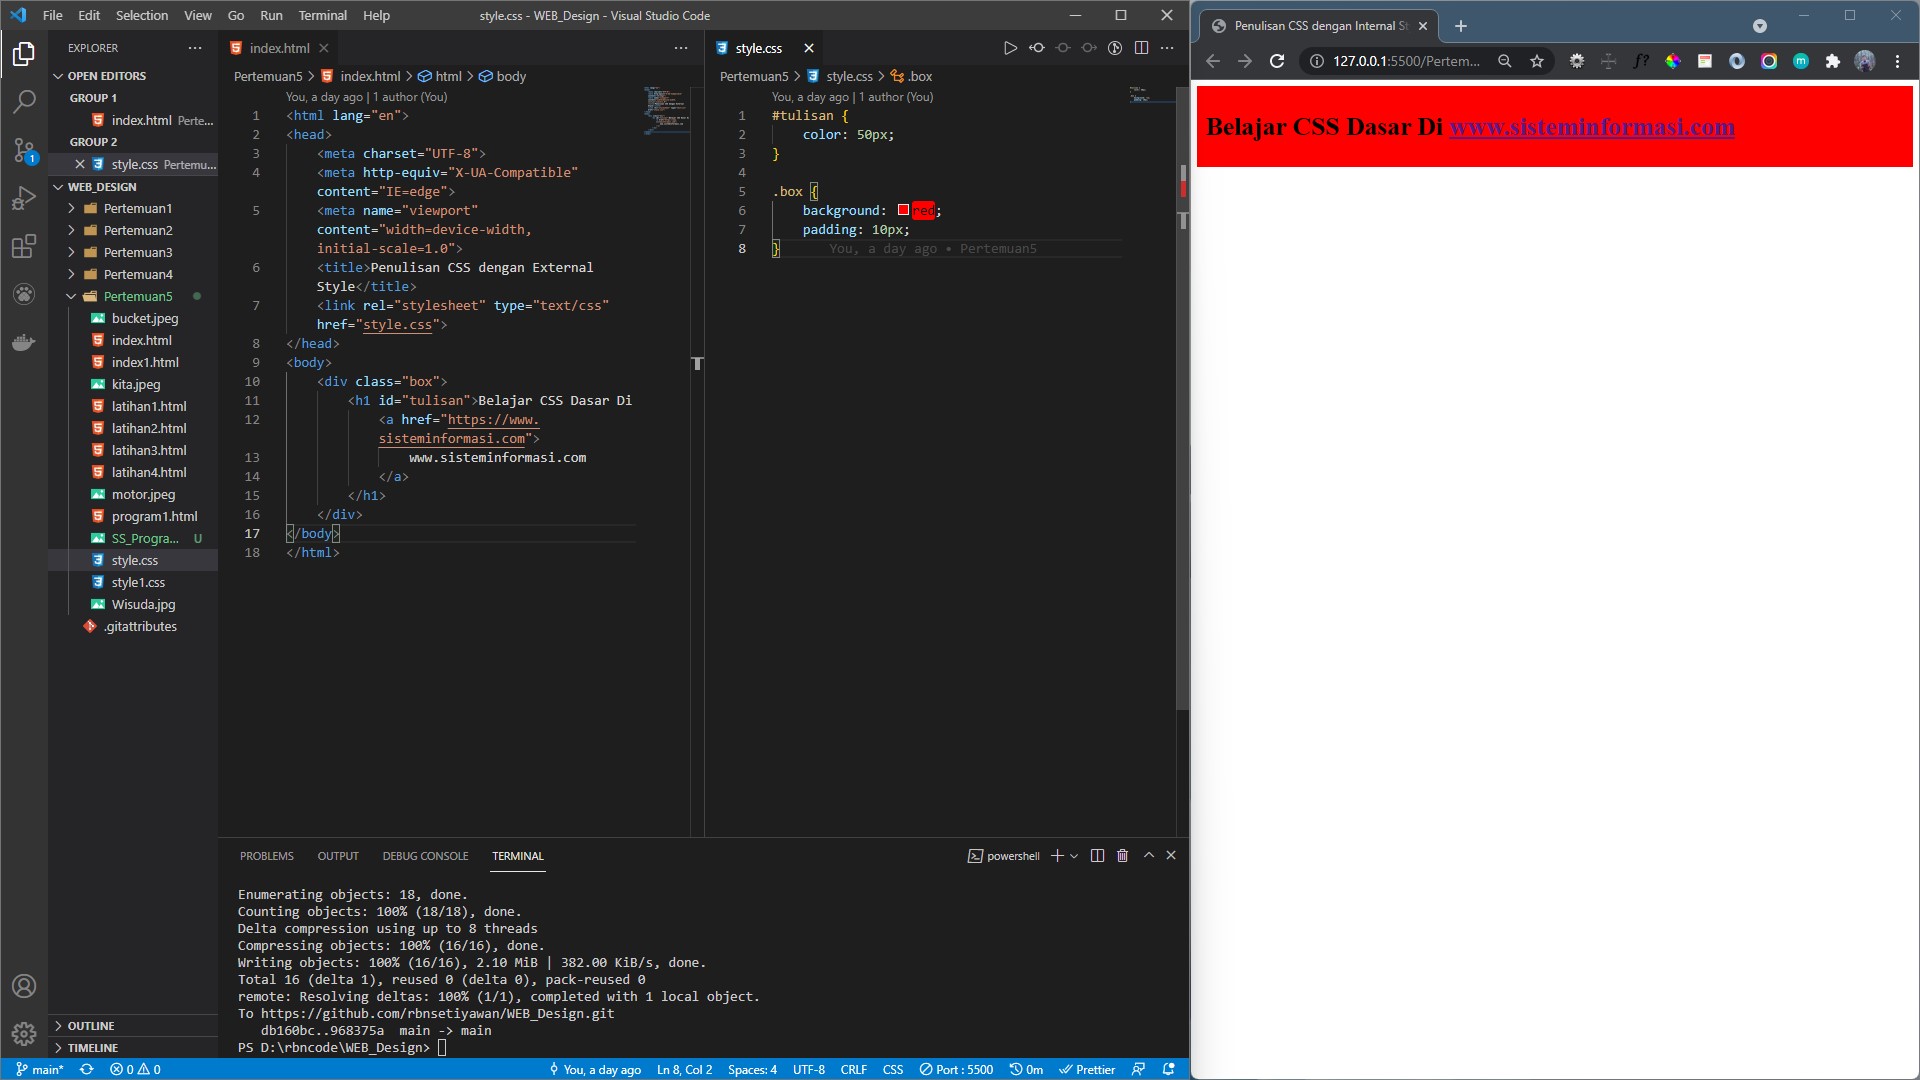 File Edit Selection View Go Run Terminal Help
style.css - WEB_Design - Visual Studio Code
EXPLORER
OPEN EDITORS
GROUP 1
index.html Perte...
GROUP 2
style.css Pertemu...
WEB_DESIGN
Pertemuan1
Pertemuan2
Pertemuan3
Pertemuan4
Pertemuan5
bucket.jpeg
index.html
index1.html
kita.jpeg
latihan1.html
latihan2.html
latihan3.html
latihan4.html
motor.jpeg
program1.html
SS_Progra... U
style.css
style1.css
Wisuda.jpg
.gitattributes
OUTLINE
TIMELINE
index.html
Pertemuan5 > index.html > html > body
You, a day ago | 1 author (You)
1 <html lang="en">
2 <head>
3 <meta charset="UTF-8">
4 <meta http-equiv="X-UA-Compatible"
content="IE=edge">
5 <meta name="viewport"
content="width=device-width,
initial-scale=1.0">
6 <title>Penulisan CSS dengan External
Style</title>
7 <link rel="stylesheet" type="text/css"
href="style.css">
8 </head>
9 <body>
10 <div class="box">
11 <h1 id="tulisan">Belajar CSS Dasar Di
12 <a href="https://www.
sisteminformasi.com">
13 www.sisteminformasi.com
14 </a>
15 </h1>
16 </div>
17 </body>
18 </html>
style.css
Pertemuan5 > style.css > .box
You, a day ago | 1 author (You)
1 #tulisan {
2 color: 50px;
3 }
4
5 .box {
6 background: red;
7 padding: 10px;
8 } You, a day ago • Pertemuan5
PROBLEMS OUTPUT DEBUG CONSOLE TERMINAL
powershell
Enumerating objects: 18, done.
Counting objects: 100% (18/18), done.
Delta compression using up to 8 threads
Compressing objects: 100% (16/16), done.
Writing objects: 100% (16/16), 2.10 MiB | 382.00 KiB/s, done.
Total 16 (delta 1), reused 0 (delta 0), pack-reused 0
remote: Resolving deltas: 100% (1/1), completed with 1 local object.
To https://github.com/rbnsetiyawan/WEB_Design.git
db160bc..968375a main -> main
PS D:\rbncode\WEB_Design>
main* 0 0 You, a day ago Ln 8, Col 2 Spaces: 4 UTF-8 CRLF CSS Port : 5500 0m Prettier
1
Penulisan CSS dengan Internal St
127.0.0.1:5500/Pertem...
f?
m
Belajar CSS Dasar Di www.sisteminformasi.com